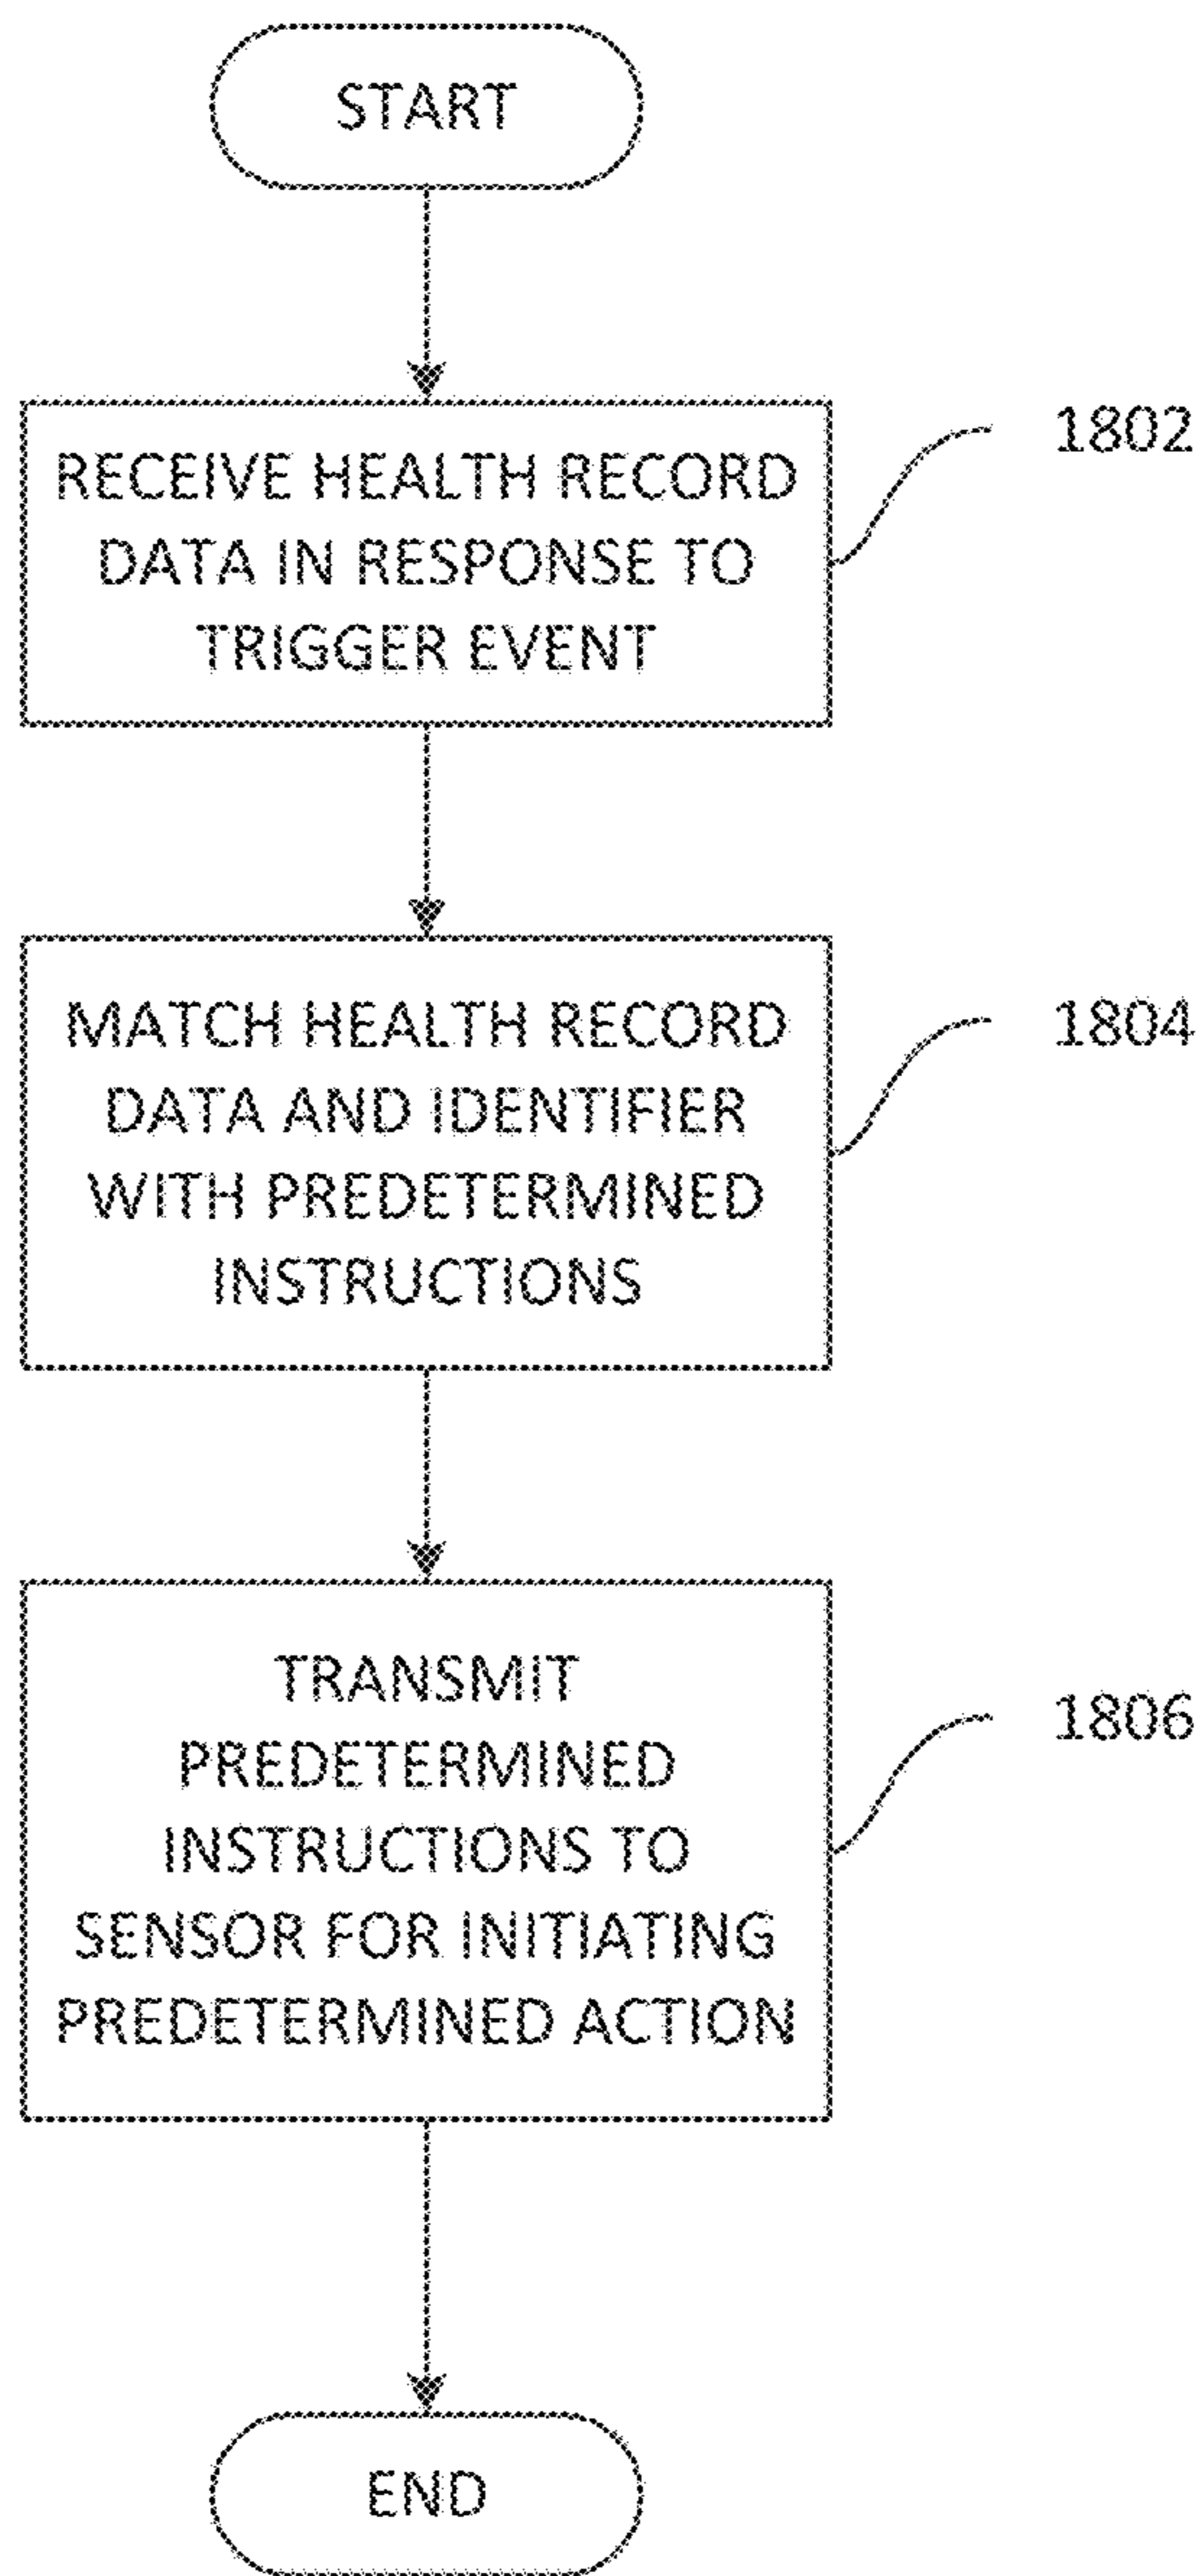 START
RECEIVE HEALTH RECORD
DATA IN RESPONSE TO
TRIGGER EVENT
1802
MATCH HEALTH RECORD
DATA AND IDENTIFIER
WITH PREDETERMINED
INSTRUCTIONS
1804
TRANSMIT
PREDETERMINED
INSTRUCTIONS TO
SENSOR FOR INITIATING
PREDETERMINED ACTION
1806
END